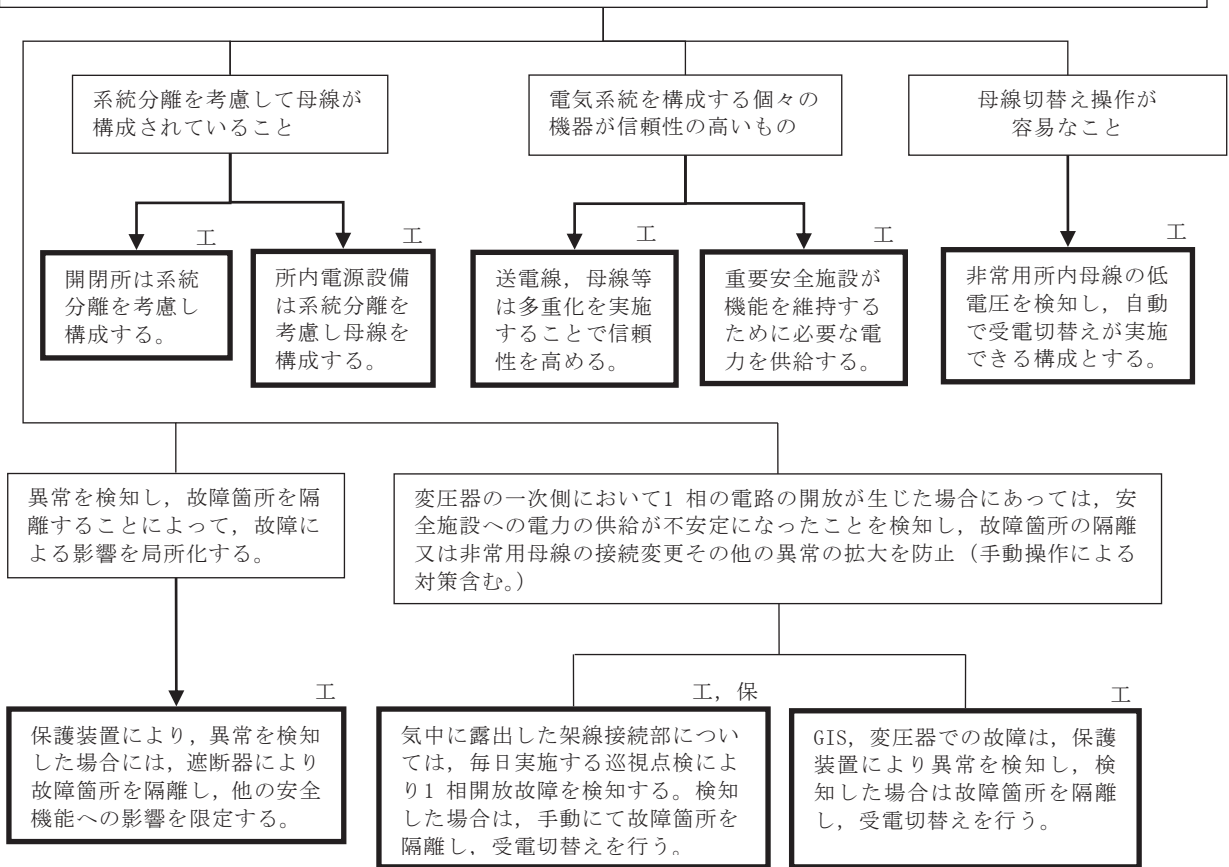 系統分離を考慮して母線が
構成されていること
電気系統を構成する個々の
機器が信頼性の高いもの
母線切替え操作が
容易なこと
工
開閉所は系統
分離を考慮し
構成する。
工
所内電源設備
は系統分離を
考慮し母線を
構成する。
工
送電線，母線等
は多重化を実施
することで信頼
性を高める。
工
重要安全施設が
機能を維持する
ために必要な電
力を供給する。
工
非常用所内母線の低
電圧を検知し，自動
で受電切替えが実施
できる構成とする。
異常を検知し，故障箇所を隔
離することによって，故障に
よる影響を局所化する。
変圧器の一次側において1 相の電路の開放が生じた場合にあっては，安
全施設への電力の供給が不安定になったことを検知し，故障箇所の隔離
又は非常用母線の接続変更その他の異常の拡大を防止（手動操作による
対策含む。）
工
保護装置により，異常を検知
した場合には，遮断器により
故障箇所を隔離し，他の安全
機能への影響を限定する。
工，保
気中に露出した架線接続部につい
ては，毎日実施する巡視点検によ
り1 相開放故障を検知する。検知
した場合は，手動にて故障箇所を
隔離し，受電切替えを行う。
工
GIS，変圧器での故障は，保護
装置により異常を検知し，検
知した場合は故障箇所を隔離
し，受電切替えを行う。